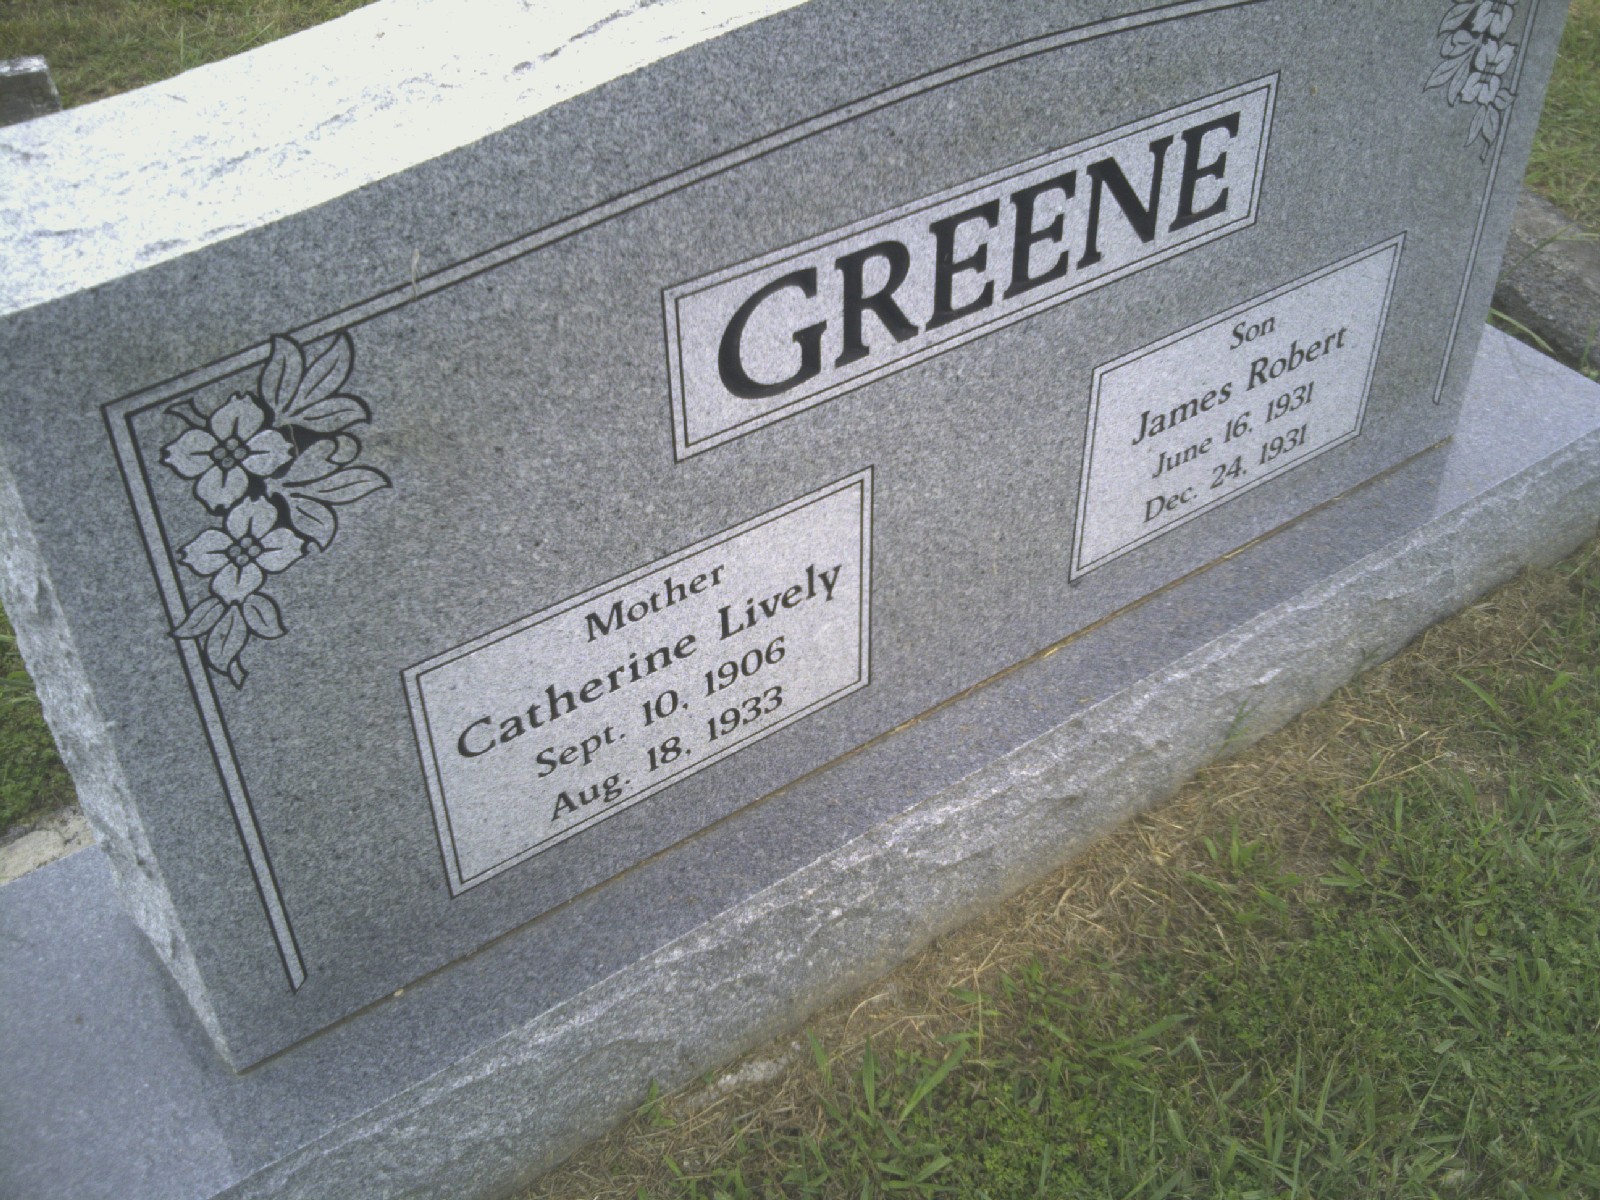 GREENE
Mother
Catherine Lively
Sept. 10, 1906
Aug. 18, 1933
Son
James Robert
June 16, 1931
Dec. 24, 1931